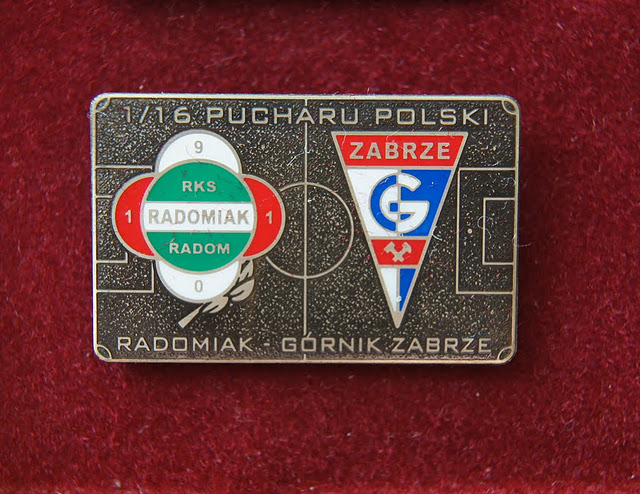 1/16 PUCHARU POLSKI
9
RKS
1 RADOMIAK 1
RADOM
0
ZABRZE
G
RADOMIAK - GÓRNIK ZABRZE